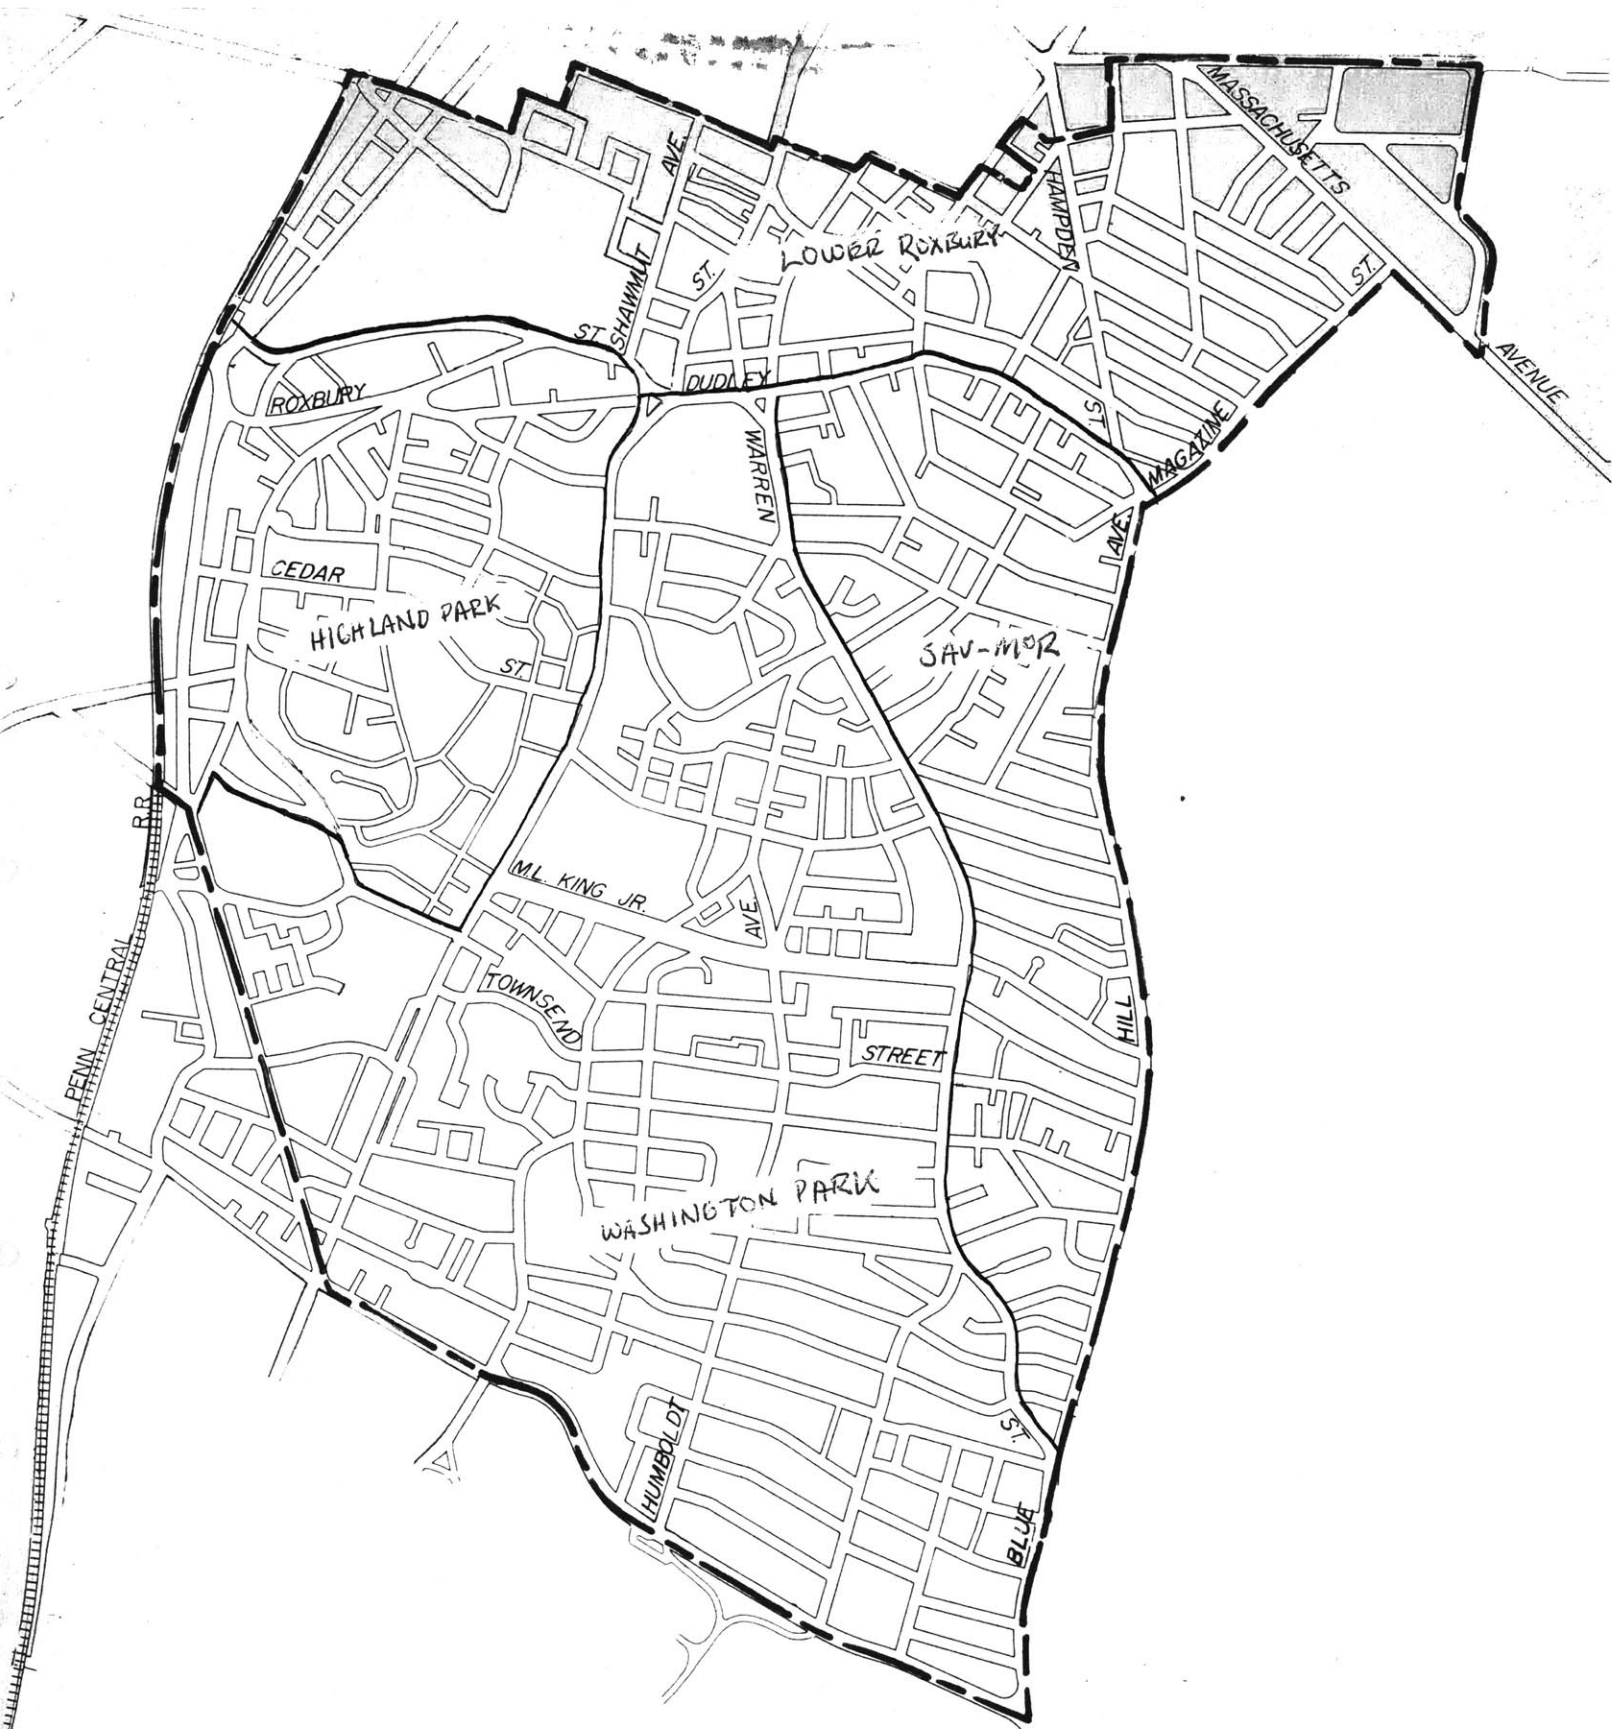 MASSACHUSETTS
ST.
AVE.
SHAWMUT
HAMPDEN
ST.
LOWER ROXBURY
ST.
ST.
DUDLEY
AVENUE
ROXBURY
MAGAZINE
WARREN
AVE.
CEDAR
HIGHLAND PARK
SAV-MOR
ST.
R.R.
M.L. KING JR.
AVE.
PENN CENTRAL
TOWNSEND
HILL
STREET
WASHINGTON PARK
HUMBOLDT
ST.
BLUE